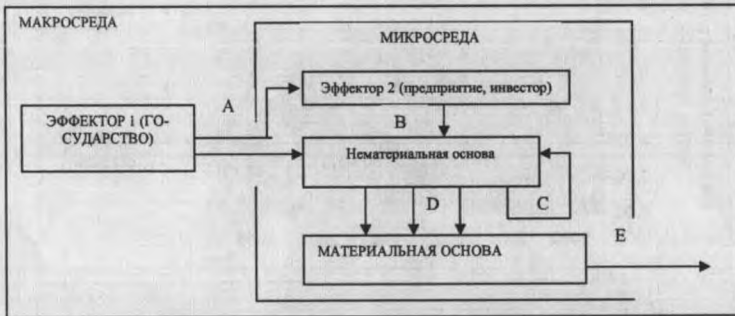 МАКРОСРЕДА
МИКРОСРЕДА
Эффектор 2 (предприятие, инвестор)
A
ЭФФЕКТОР 1 (ГО-
СУДАРСТВО)
B
Нематериальная основа
D
C
E
МАТЕРИАЛЬНАЯ ОСНОВА